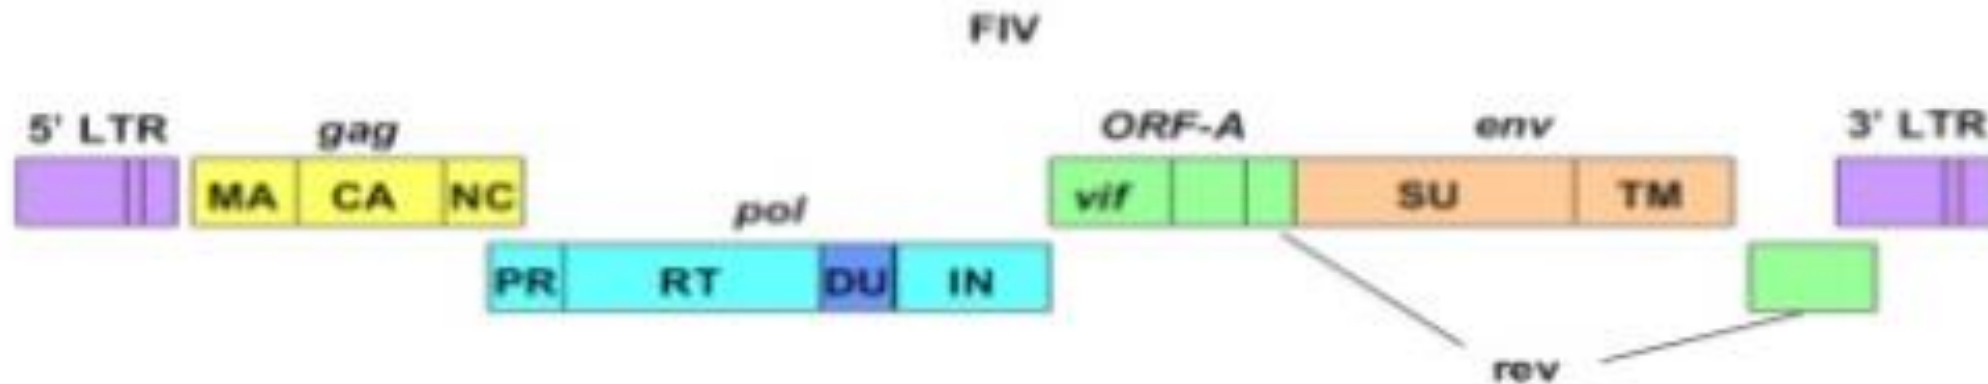 FIV
5' LTR gag ORF-A env 3' LTR
MA CA NC pol vif SU TM
PR RT DU IN
rev